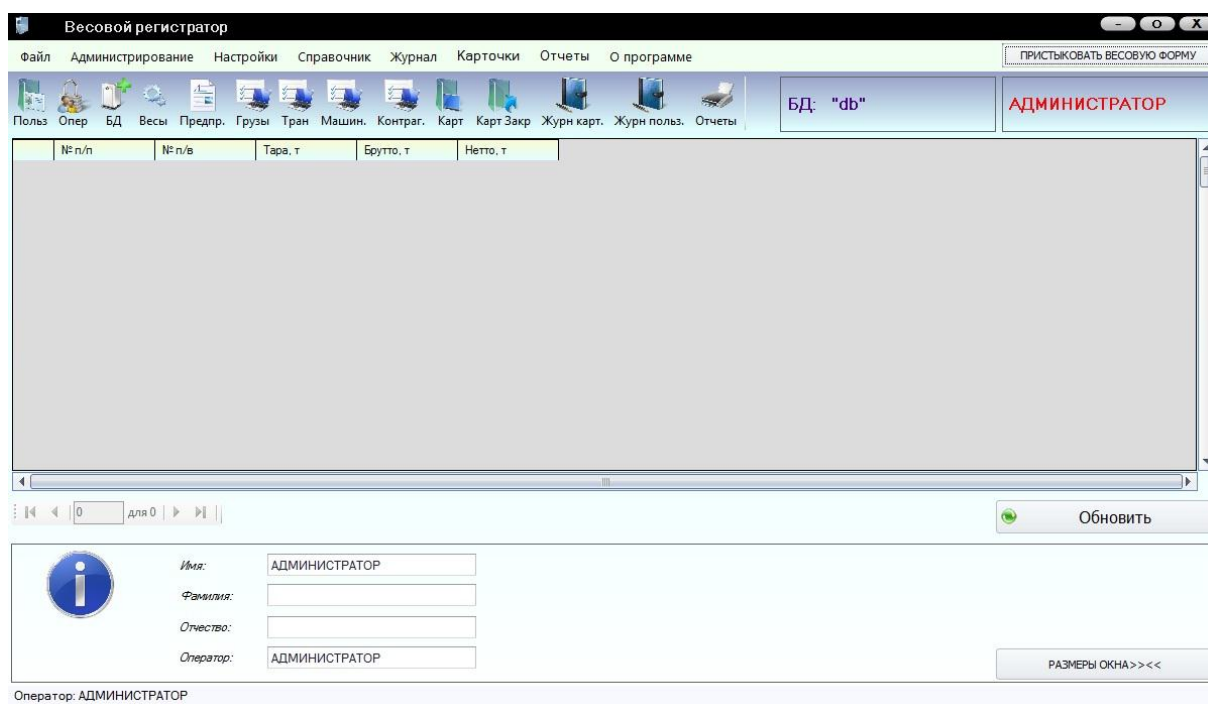 Весовой регистратор
Файл Администрирование Настройки Справочник Журнал Карточки Отчеты О программе ПРИСТЫКОВАТЬ ВЕСОВУЮ ФОРМУ
Польз Опер БД Весы Предпр. Грузы Тран Машин. Контраг. Карт Карт Закр Журн карт. Журн польз. Отчеты БД: "db" АДМИНИСТРАТОР
№ п/п № п/в Тара, т Брутто, т Нетто, т
0 для 0 Обновить
Имя: АДМИНИСТРАТОР
Фамилия:
Отчество:
Оператор: АДМИНИСТРАТОР
РАЗМЕРЫ ОКНА>><<
Оператор: АДМИНИСТРАТОР